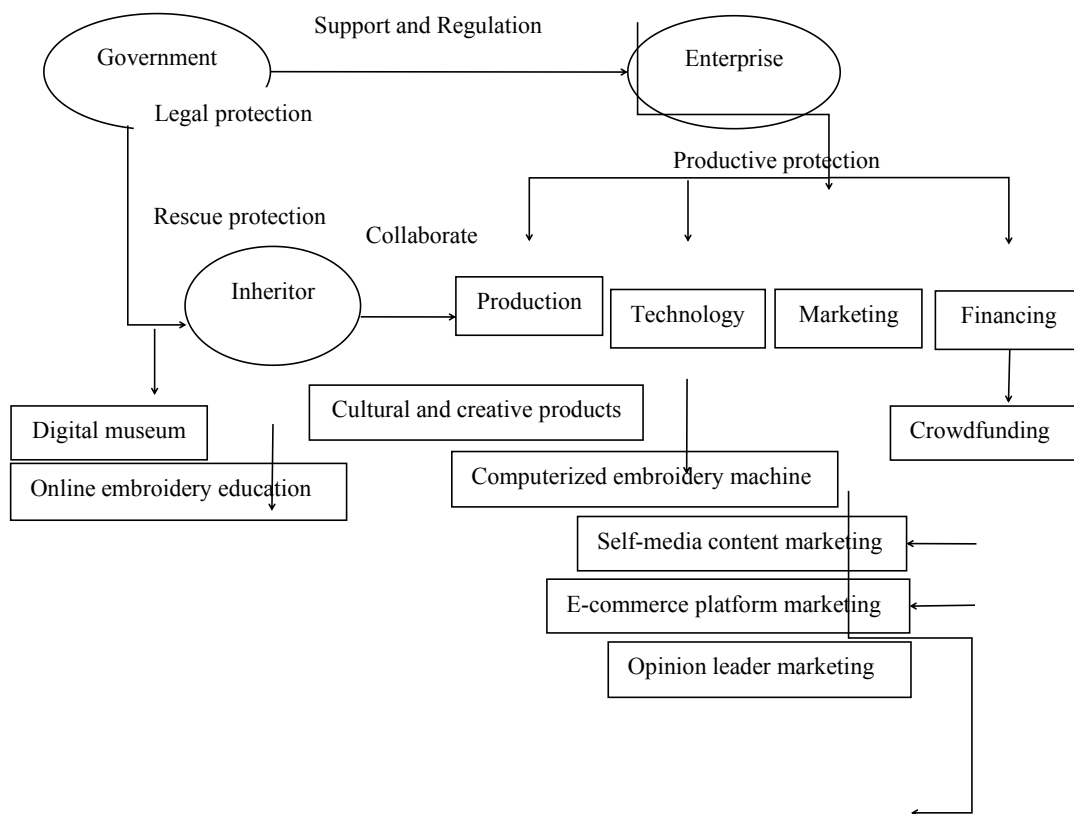 Support and Regulation
Government
Enterprise
Legal protection
Productive protection
Rescue protection
Collaborate
Inheritor
Production
Technology
Marketing
Financing
Cultural and creative products
Digital museum
Crowdfunding
Online embroidery education
Computerized embroidery machine
Self-media content marketing
E-commerce platform marketing
Opinion leader marketing